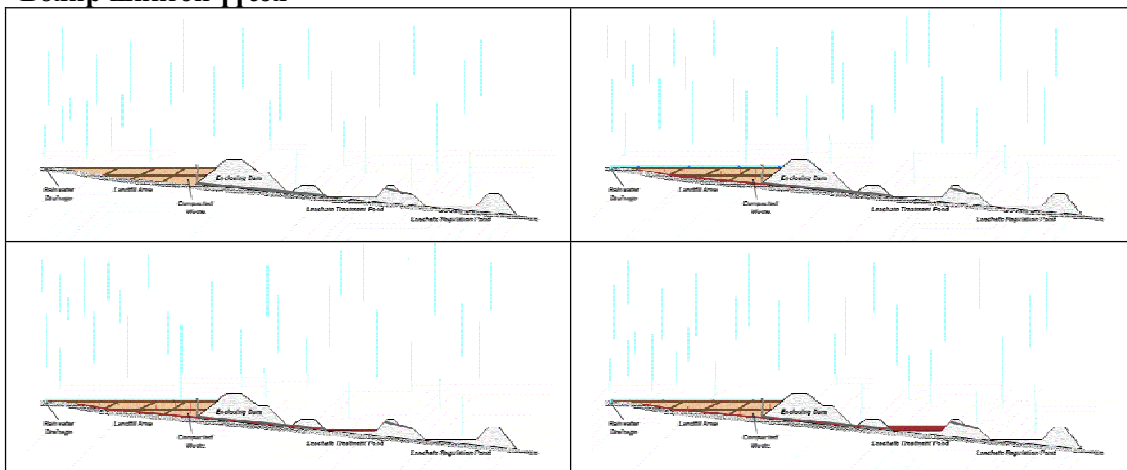 Enclosing Dam
Rainwater
Drainage
Landfill Area
Compacted
Waste
Leachate Treatment Pond
Leachate Regulation Pond
Enclosing Dam
Rainwater
Drainage
Landfill Area
Compacted
Waste
Leachate Treatment Pond
Leachate Regulation Pond
Enclosing Dam
Rainwater
Drainage
Landfill Area
Compacted
Waste
Leachate Treatment Pond
Leachate Regulation Pond
Enclosing Dam
Rainwater
Drainage
Landfill Area
Compacted
Waste
Leachate Treatment Pond
Leachate Regulation Pond